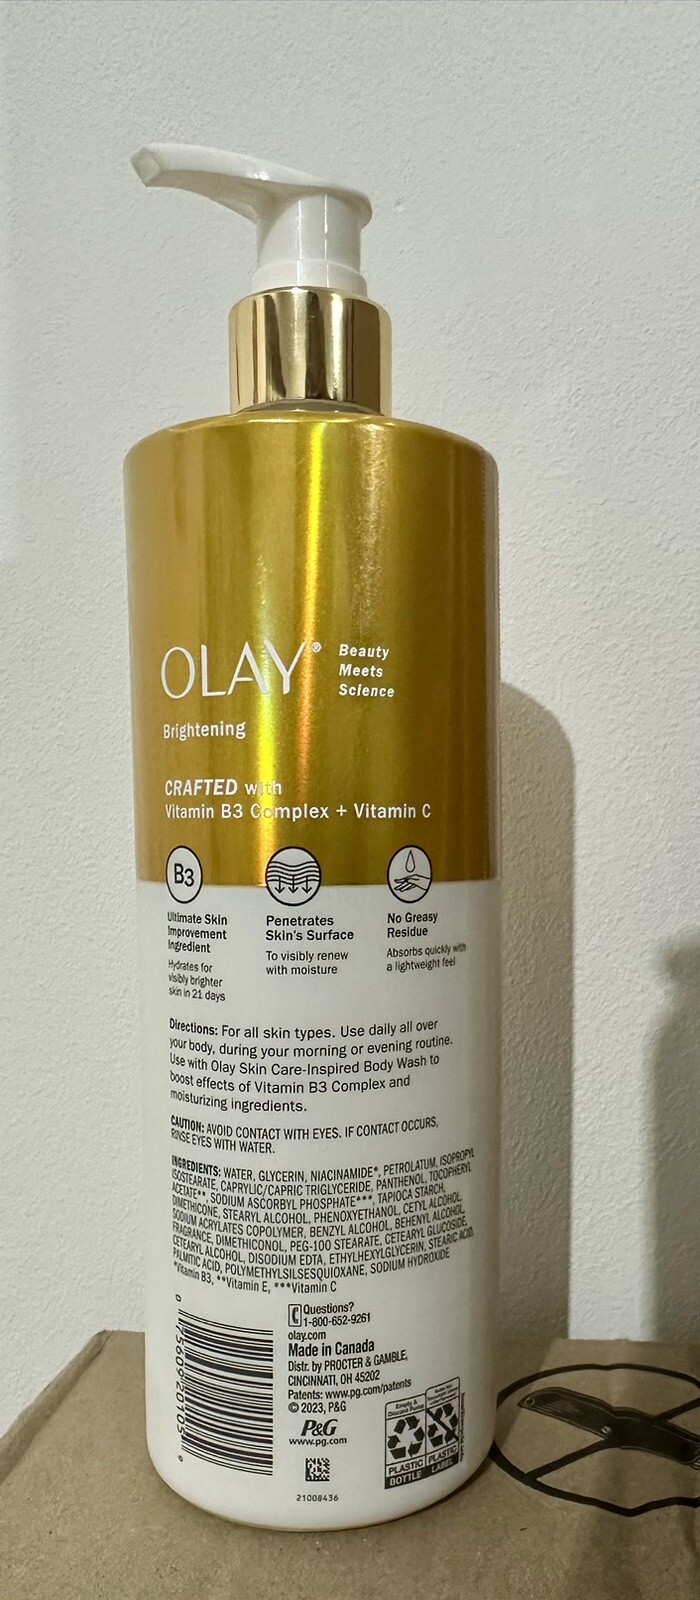 OLAY®
Beauty
Meets
Science
Brightening
CRAFTED with
Vitamin B3 Complex + Vitamin C
B3
Ultimate Skin
Improvement
Ingredient
Hydrates for
visibly brighter
skin in 21 days
Penetrates
Skin's Surface
To visibly renew
with moisture
No Greasy
Residue
Absorbs quickly with
a lightweight feel
Directions: For all skin types. Use daily all over
your body, during your morning or evening routine.
Use with Olay Skin Care-Inspired Body Wash to
boost effects of Vitamin B3 Complex and
moisturizing ingredients.
CAUTION: AVOID CONTACT WITH EYES. IF CONTACT OCCURS,
RINSE EYES WITH WATER.
INGREDIENTS: WATER, GLYCERIN, NIACINAMIDE*, PETROLATUM, ISOPROPYL
ISOSTEARATE, CAPRYLIC/CAPRIC TRIGLYCERIDE, PANTHENOL, TOCOPHERYL
ACETATE**, SODIUM ASCORBYL PHOSPHATE***, TAPIOCA STARCH,
DIMETHICONE, STEARYL ALCOHOL, PHENOXYETHANOL, CETYL ALCOHOL,
SODIUM ACRYLATES COPOLYMER, BENZYL ALCOHOL, BEHENYL ALCOHOL,
FRAGRANCE, DIMETHICONOL, PEG-100 STEARATE, CETEARYL GLUCOSIDE,
CETEARYL ALCOHOL, DISODIUM EDTA, ETHYLHEXYLGLYCERIN, STEARIC ACID,
PALMITIC ACID, POLYMETHYLSILSESQUIOXANE, SODIUM HYDROXIDE
*Vitamin B3, **Vitamin E, ***Vitamin C
Questions?
1-800-652-9261
olay.com
Made in Canada
Distr. by PROCTER & GAMBLE,
CINCINNATI, OH 45202
Patents: www.pg.com/patents
© 2023, P&G
P&G
www.pg.com
21008436
Empty &
Discard Pump
PLASTIC
BOTTLE
PLASTIC
LABEL